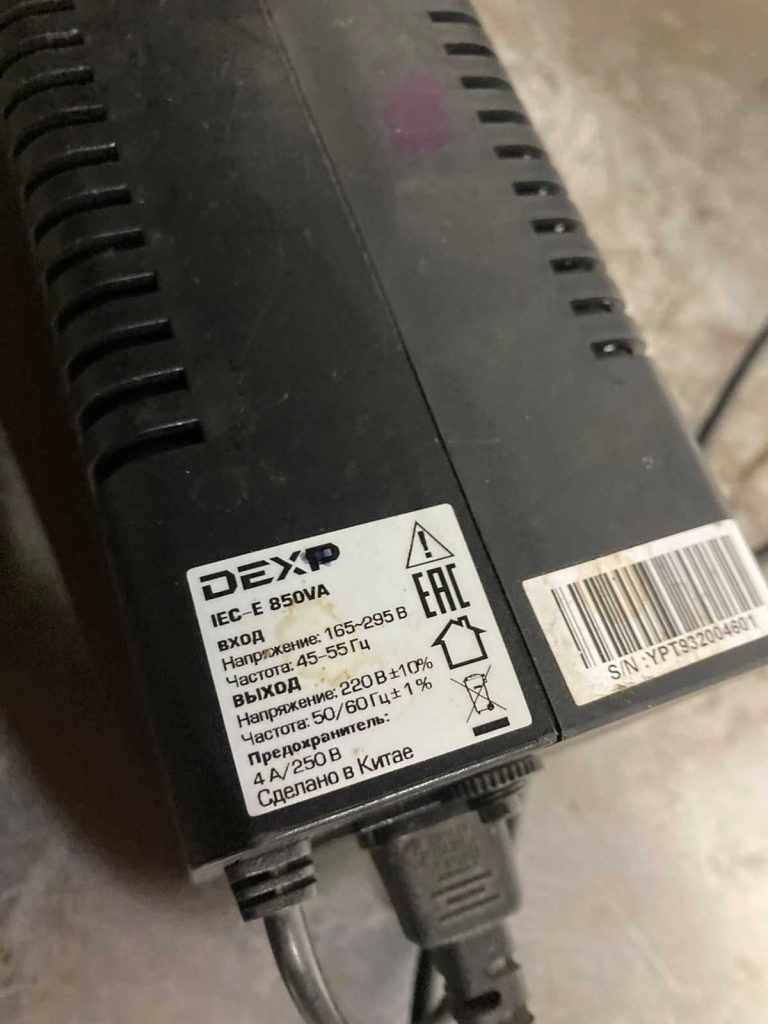 DEXP
IEC-E 850VA
ВХОД
Напряжение: 165~295 В
Частота: 45-55 Гц
ВЫХОД
Напряжение: 220 В ±10%
Частота: 50/60 Гц ± 1 %
Предохранитель:
4 А/250 В
Сделано в Китае
EAC
S/N :YPT932004601